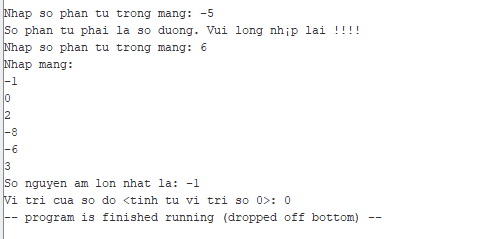 Nhap so phan tu trong mang: -5
So phan tu phai la so duong. Vui long nh¡p lai !!!!
Nhap so phan tu trong mang: 6
Nhap mang:
-1
0
2
-8
-6
3
So nguyen am lon nhat la: -1
Vi tri cua so do <tinh tu vi tri so 0>: 0
-- program is finished running (dropped off bottom) --